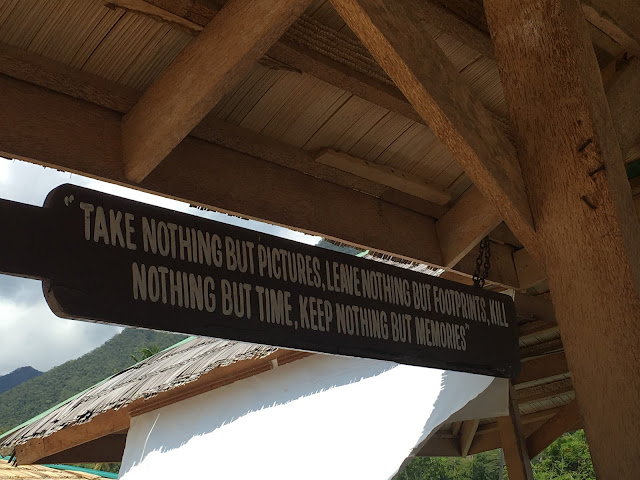 "TAKE NOTHING BUT PICTURES, LEAVE NOTHING BUT FOOTPRINTS, KILL
NOTHING BUT TIME, KEEP NOTHING BUT MEMORIES"